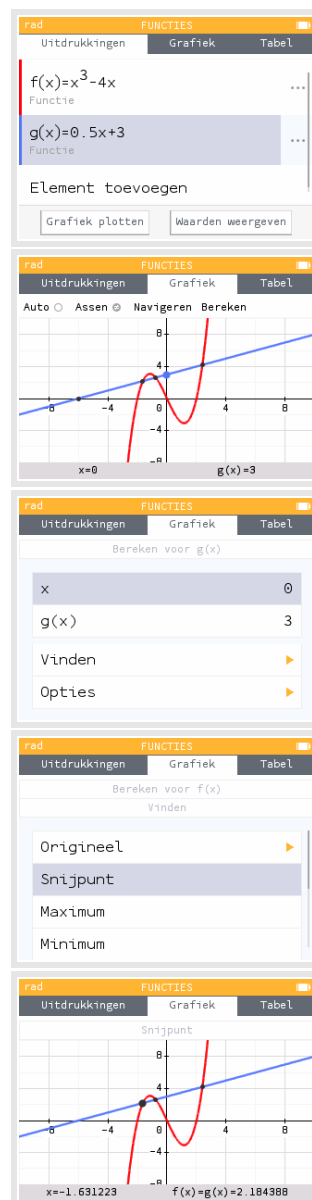 rad FUNCTIES
Uitdrukkingen Grafiek Tabel
f(x)=x³-4x
Functie
...
g(x)=0.5x+3
Functie
...
Element toevoegen
Grafiek plotten Waarden weergeven
rad FUNCTIES
Uitdrukkingen Grafiek Tabel
Auto Assen Navigeren Bereken
8
4
-8 -4 0 4 8
-4
-8
x=0 g(x)=3
rad FUNCTIES
Uitdrukkingen Grafiek Tabel
Bereken voor g(x)
x 0
g(x) 3
Vinden
Opties
rad FUNCTIES
Uitdrukkingen Grafiek Tabel
Bereken voor f(x)
Vinden
Origineel
Snijpunt
Maximum
Minimum
rad FUNCTIES
Uitdrukkingen Grafiek Tabel
Snijpunt
8
4
-8 -4 0 4 8
-4
-8
x=-1.631223 f(x)=g(x)=2.184388